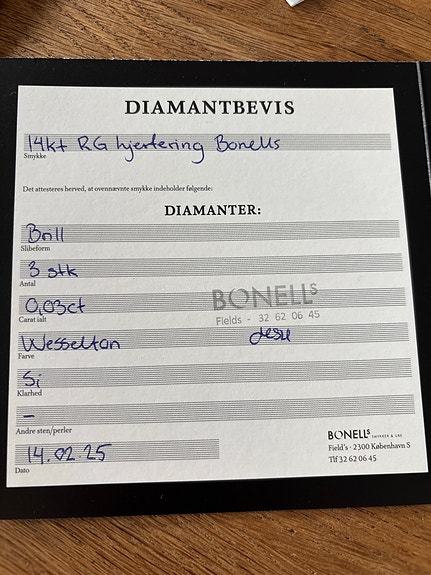 DIAMANTBEVIS
14kt RG hjertering Bonells
Smykke
Det attesteres herved, at ovennævnte smykke indeholder følgende:
DIAMANTER:
Brill
Slibeform
3 stk
Antal
0,03ct
Carat ialt
BONELLS
Fields - 32 62 06 45
Wesselton
Farve
Si
Klarhed
–
Andre sten/perler
14.02.25
Dato
BONELLS SMYKKER & URE
Field's · 2300 København S
Tlf 32 62 06 45